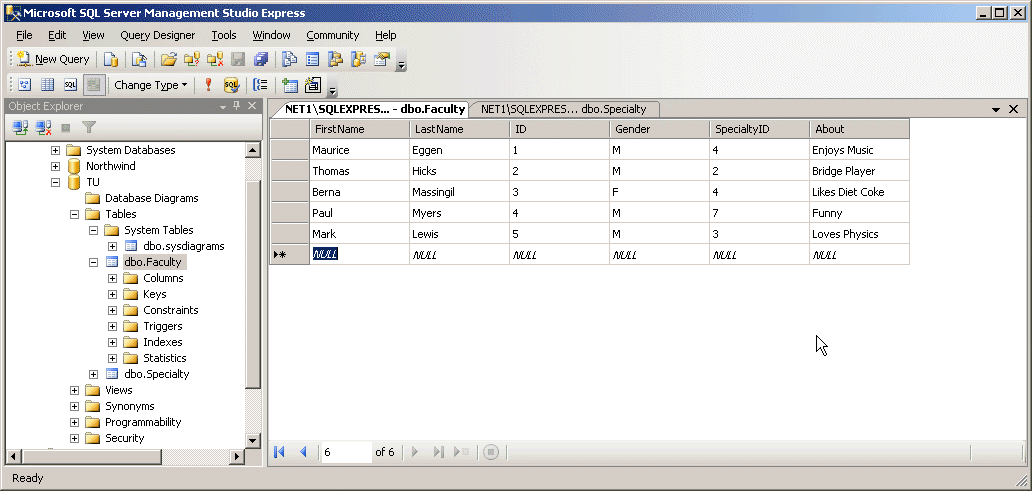 Microsoft SQL Server Management Studio Express
File Edit View Query Designer Tools Window Community Help
New Query
SQL Change Type SQL
Object Explorer
System Databases
Northwind
TU
Database Diagrams
Tables
System Tables
dbo.sysdiagrams
dbo.Faculty
Columns
Keys
Constraints
Triggers
Indexes
Statistics
dbo.Specialty
Views
Synonyms
Programmability
Security
NET1\SQLEXPRES... - dbo.Faculty NET1\SQLEXPRES... dbo.Specialty
FirstName LastName ID Gender SpecialtyID About
Maurice Eggen 1 M 4 Enjoys Music
Thomas Hicks 2 M 2 Bridge Player
Berna Massingil 3 F 4 Likes Diet Coke
Paul Myers 4 M 7 Funny
Mark Lewis 5 M 3 Loves Physics
NULL NULL NULL NULL NULL NULL
6 of 6
Ready